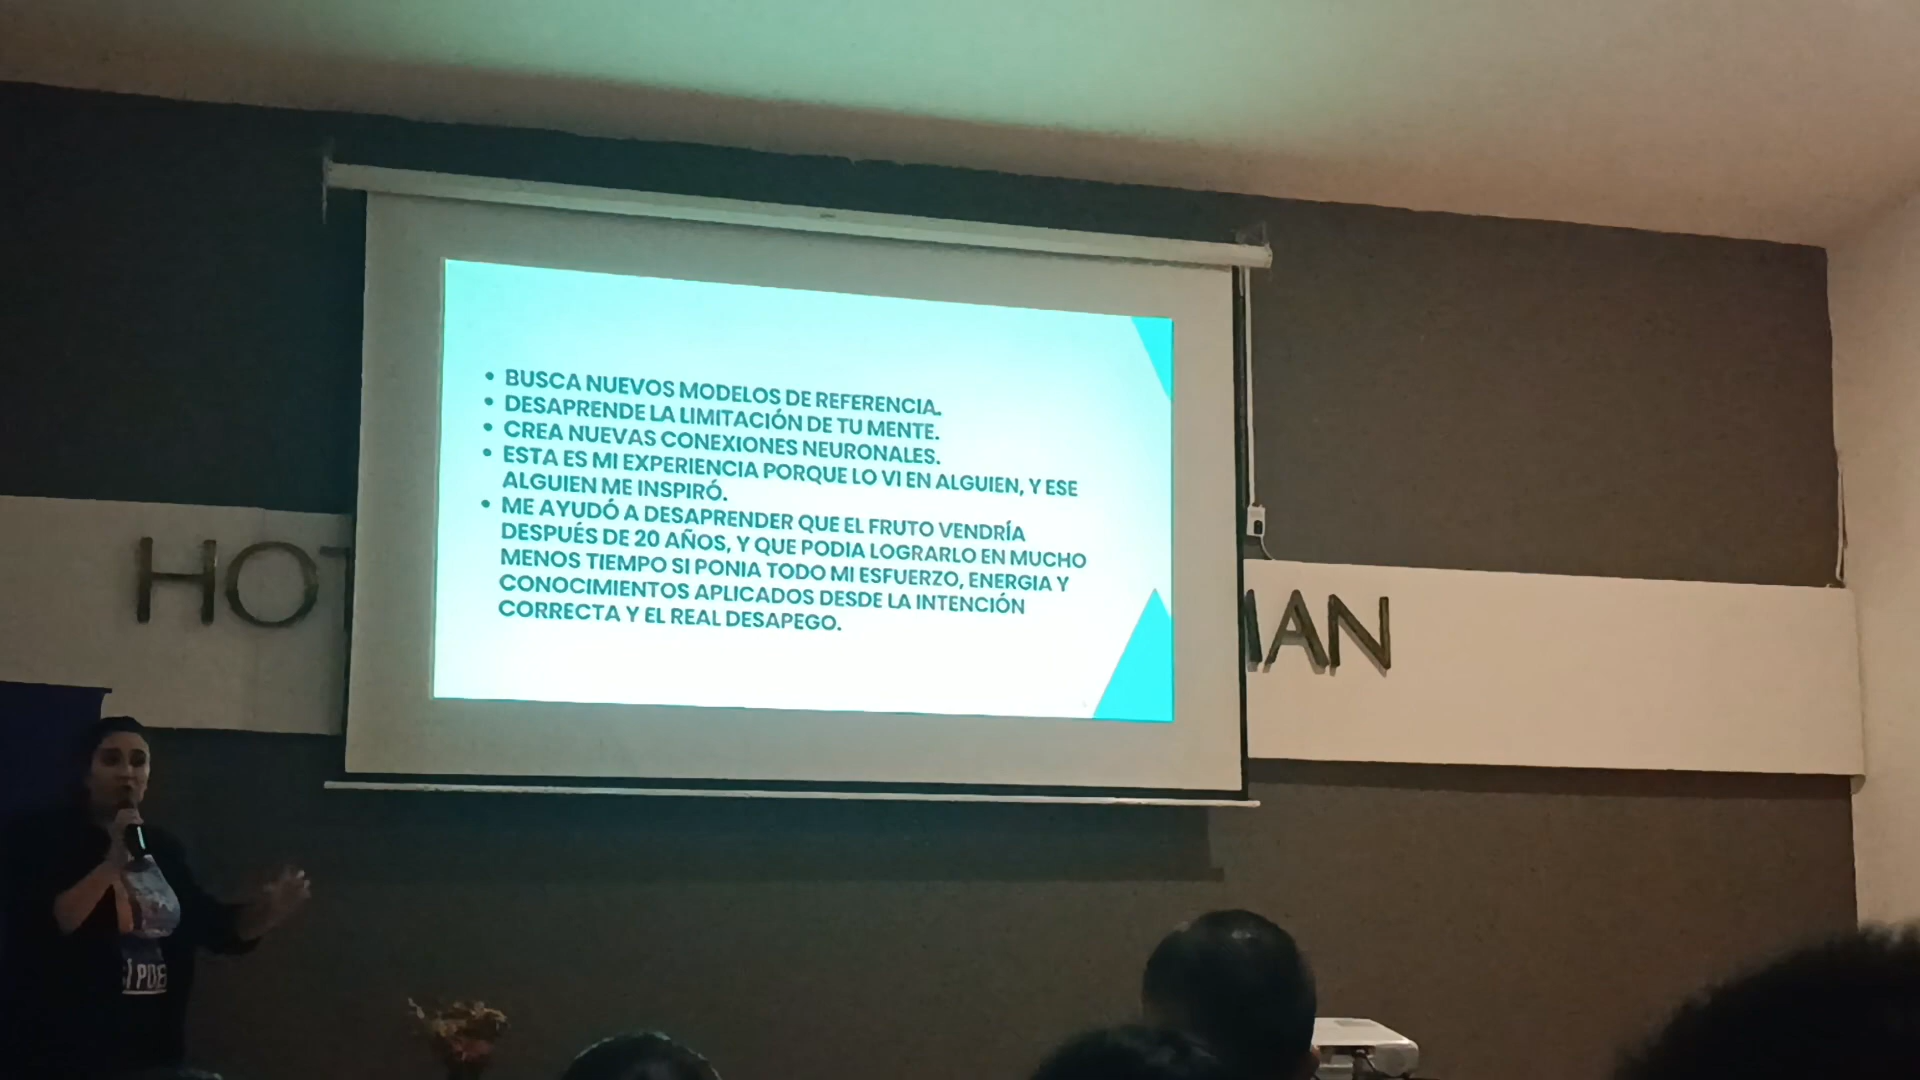 • BUSCA NUEVOS MODELOS DE REFERENCIA.
• DESAPRENDE LA LIMITACIÓN DE TU MENTE.
• CREA NUEVAS CONEXIONES NEURONALES.
• ESTA ES MI EXPERIENCIA PORQUE LO VI EN ALGUIEN, Y ESE
ALGUIEN ME INSPIRÓ.
• ME AYUDÓ A DESAPRENDER QUE EL FRUTO VENDRÍA
DESPUÉS DE 20 AÑOS, Y QUE PODIA LOGRARLO EN MUCHO
MENOS TIEMPO SI PONIA TODO MI ESFUERZO, ENERGIA Y
CONOCIMIENTOS APLICADOS DESDE LA INTENCIÓN
CORRECTA Y EL REAL DESAPEGO.
HOT
MAN